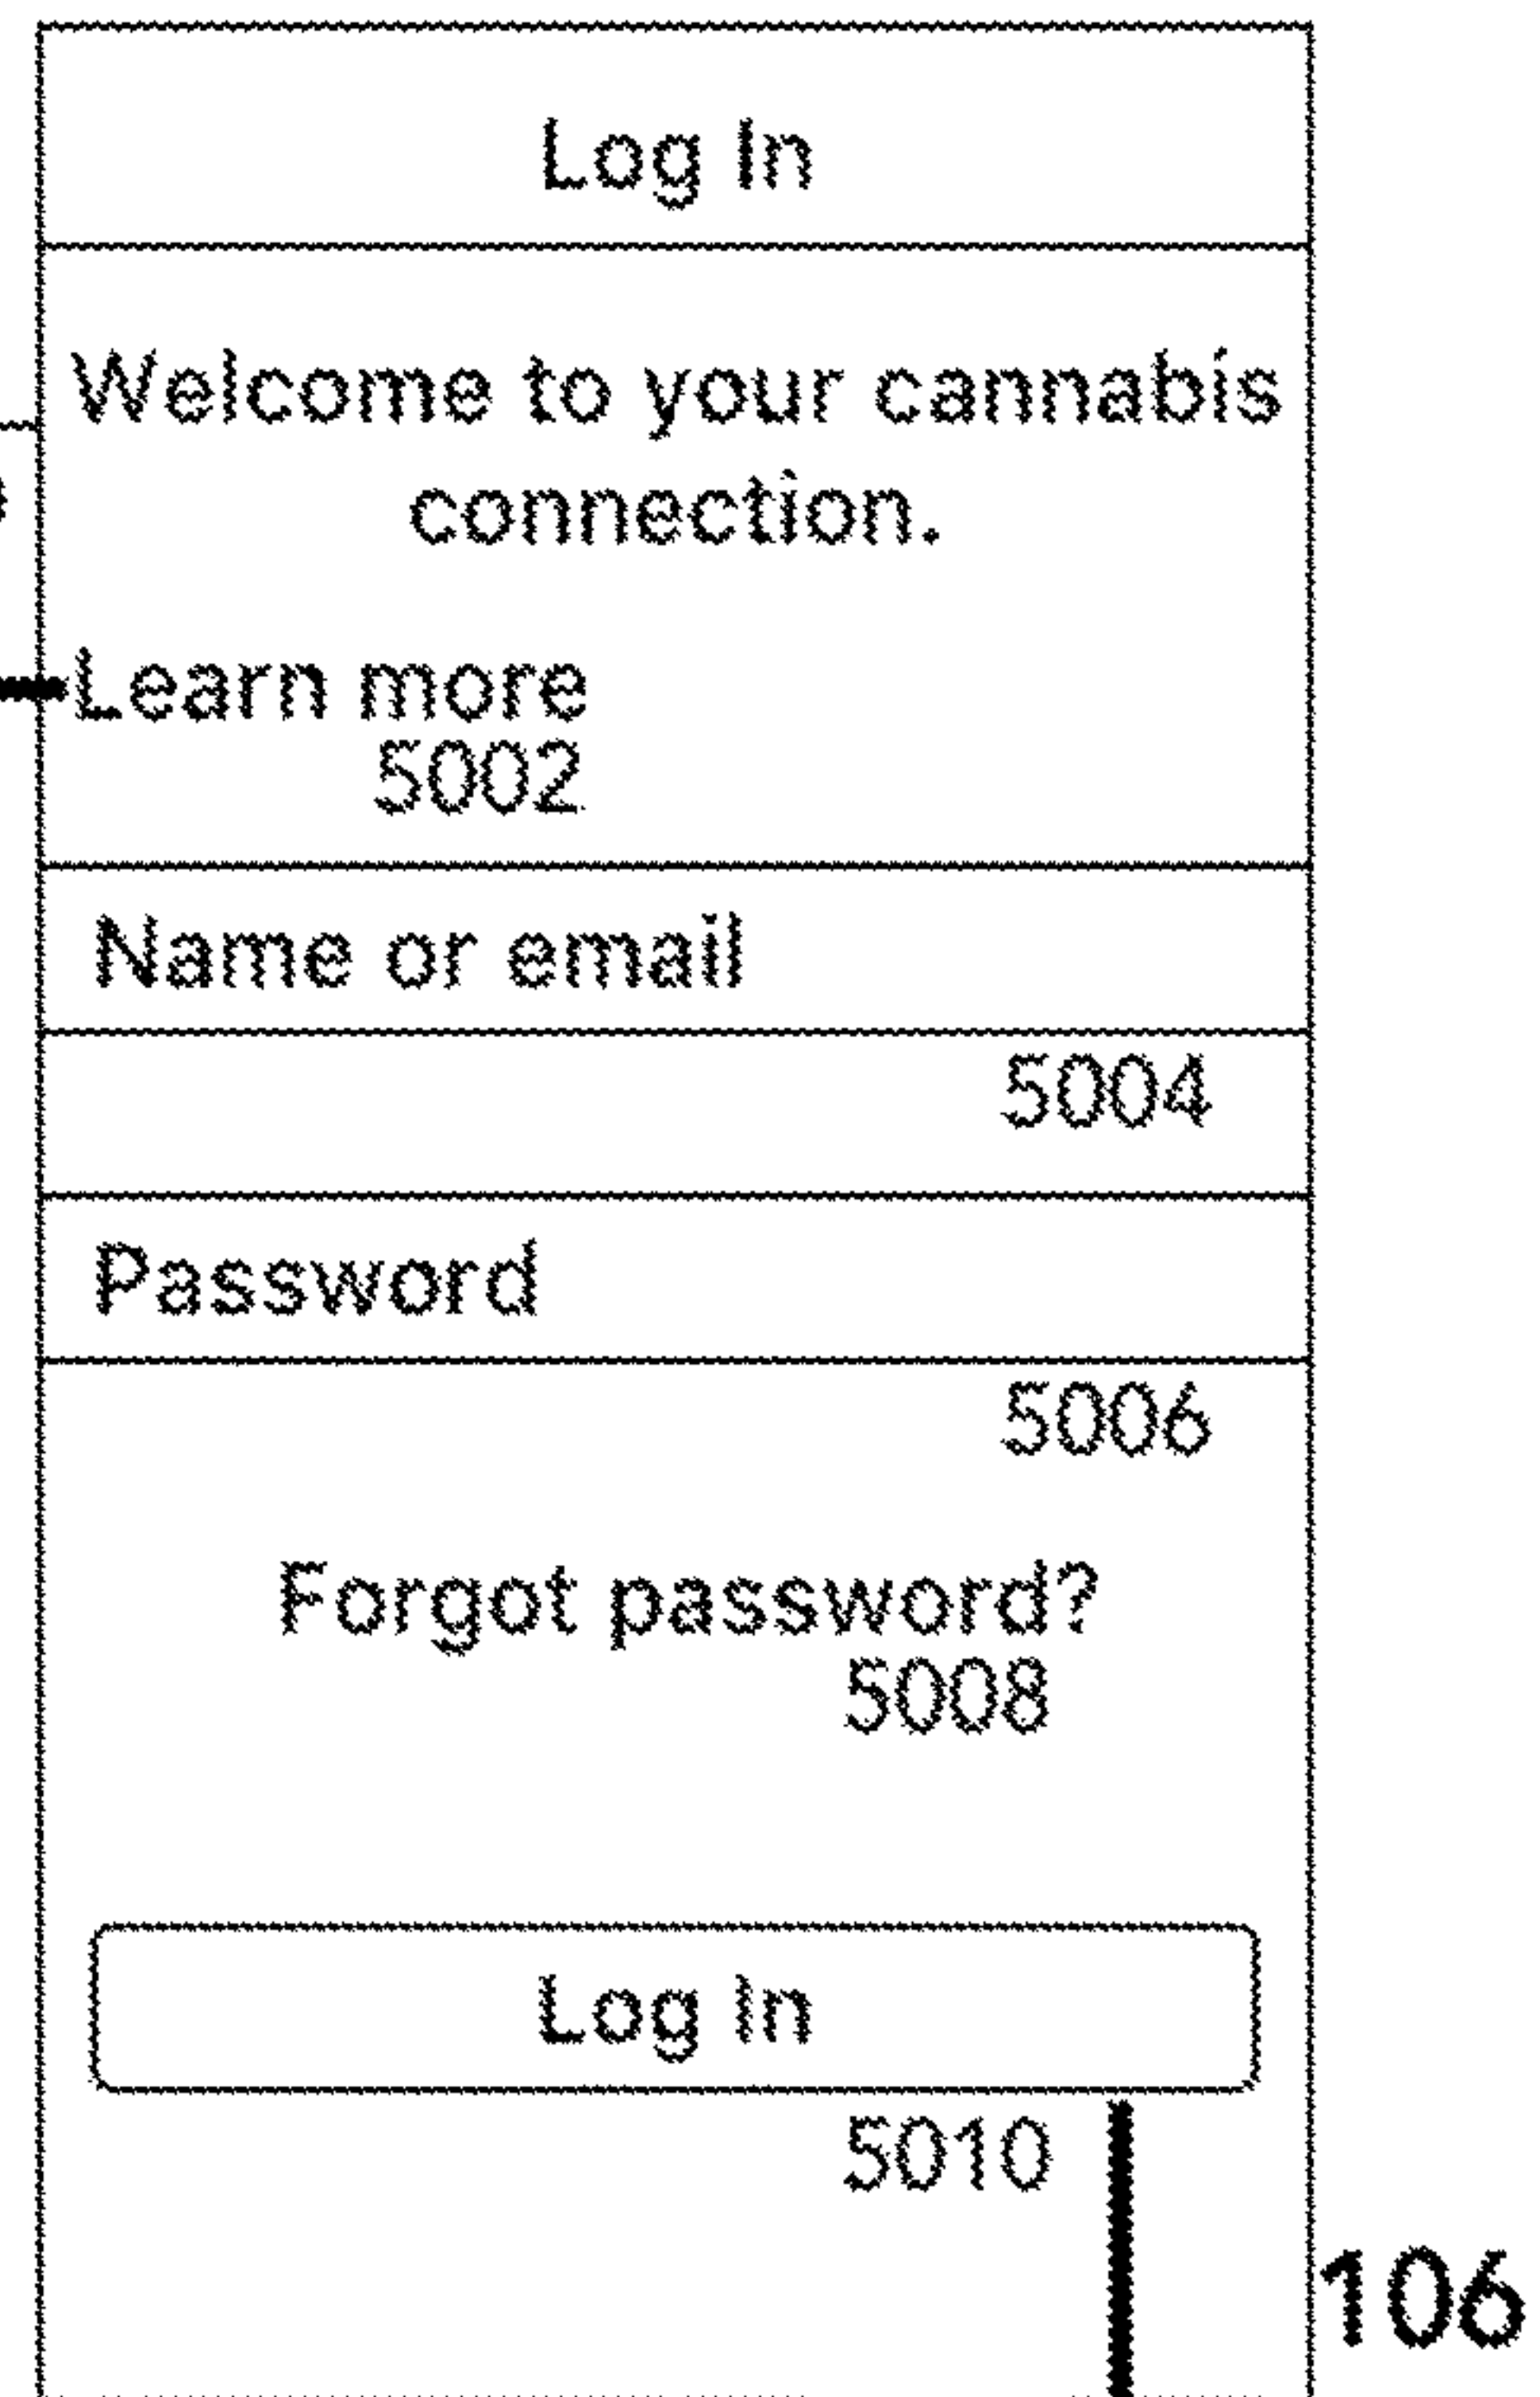 Log In
Welcome to your cannabis
connection.
Learn more
5002
Name or email
5004
Password
5006
Forgot password?
5008
Log In
5010
106